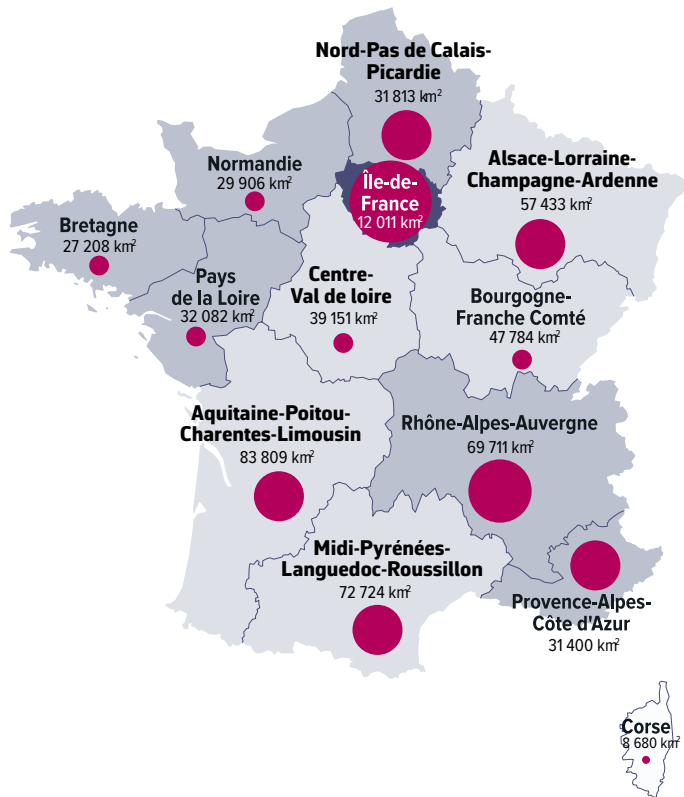 Nord-Pas de Calais-
Picardie
31 813 km²
Alsace-Lorraine-
Champagne-Ardenne
57 433 km²
Normandie
29 906 km²
Île-de-
France
12 011 km²
Bretagne
27 208 km²
Pays
de la Loire
32 082 km²
Centre-
Val de loire
39 151 km²
Bourgogne-
Franche Comté
47 784 km²
Aquitaine-Poitou-
Charentes-Limousin
83 809 km²
Rhône-Alpes-Auvergne
69 711 km²
Midi-Pyrénées-
Languedoc-Roussillon
72 724 km²
Provence-Alpes-
Côte d'Azur
31 400 km²
Corse
8 680 km²